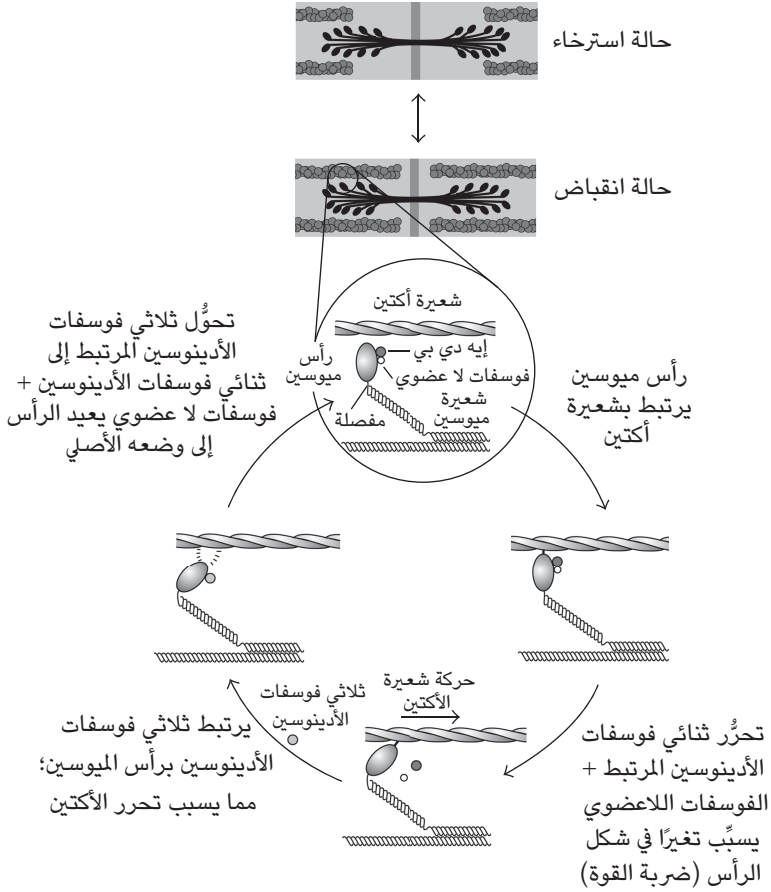 حالة استرخاء
حالة انقباض
شعيرة أكتين
إيه دي بي
فوسفات لا عضوي
رأس
ميوسين
شعيرة
ميوسين
مفصلة
رأس ميوسين
يرتبط بشعيرة
أكتين
تحرُّر ثنائي فوسفات
الأدينوسين المرتبط +
الفوسفات اللاعضوي
يسبِّب تغيرًا في شكل
الرأس (ضربة القوة)
حركة شعيرة
الأكتين
ثلاثي فوسفات
الأدينوسين
يرتبط ثلاثي فوسفات
الأدينوسين برأس الميوسين؛
مما يسبب تحرر الأكتين
تحوُّل ثلاثي فوسفات
الأدينوسين المرتبط إلى
ثنائي فوسفات الأدينوسين +
فوسفات لا عضوي يعيد الرأس
إلى وضعه الأصلي